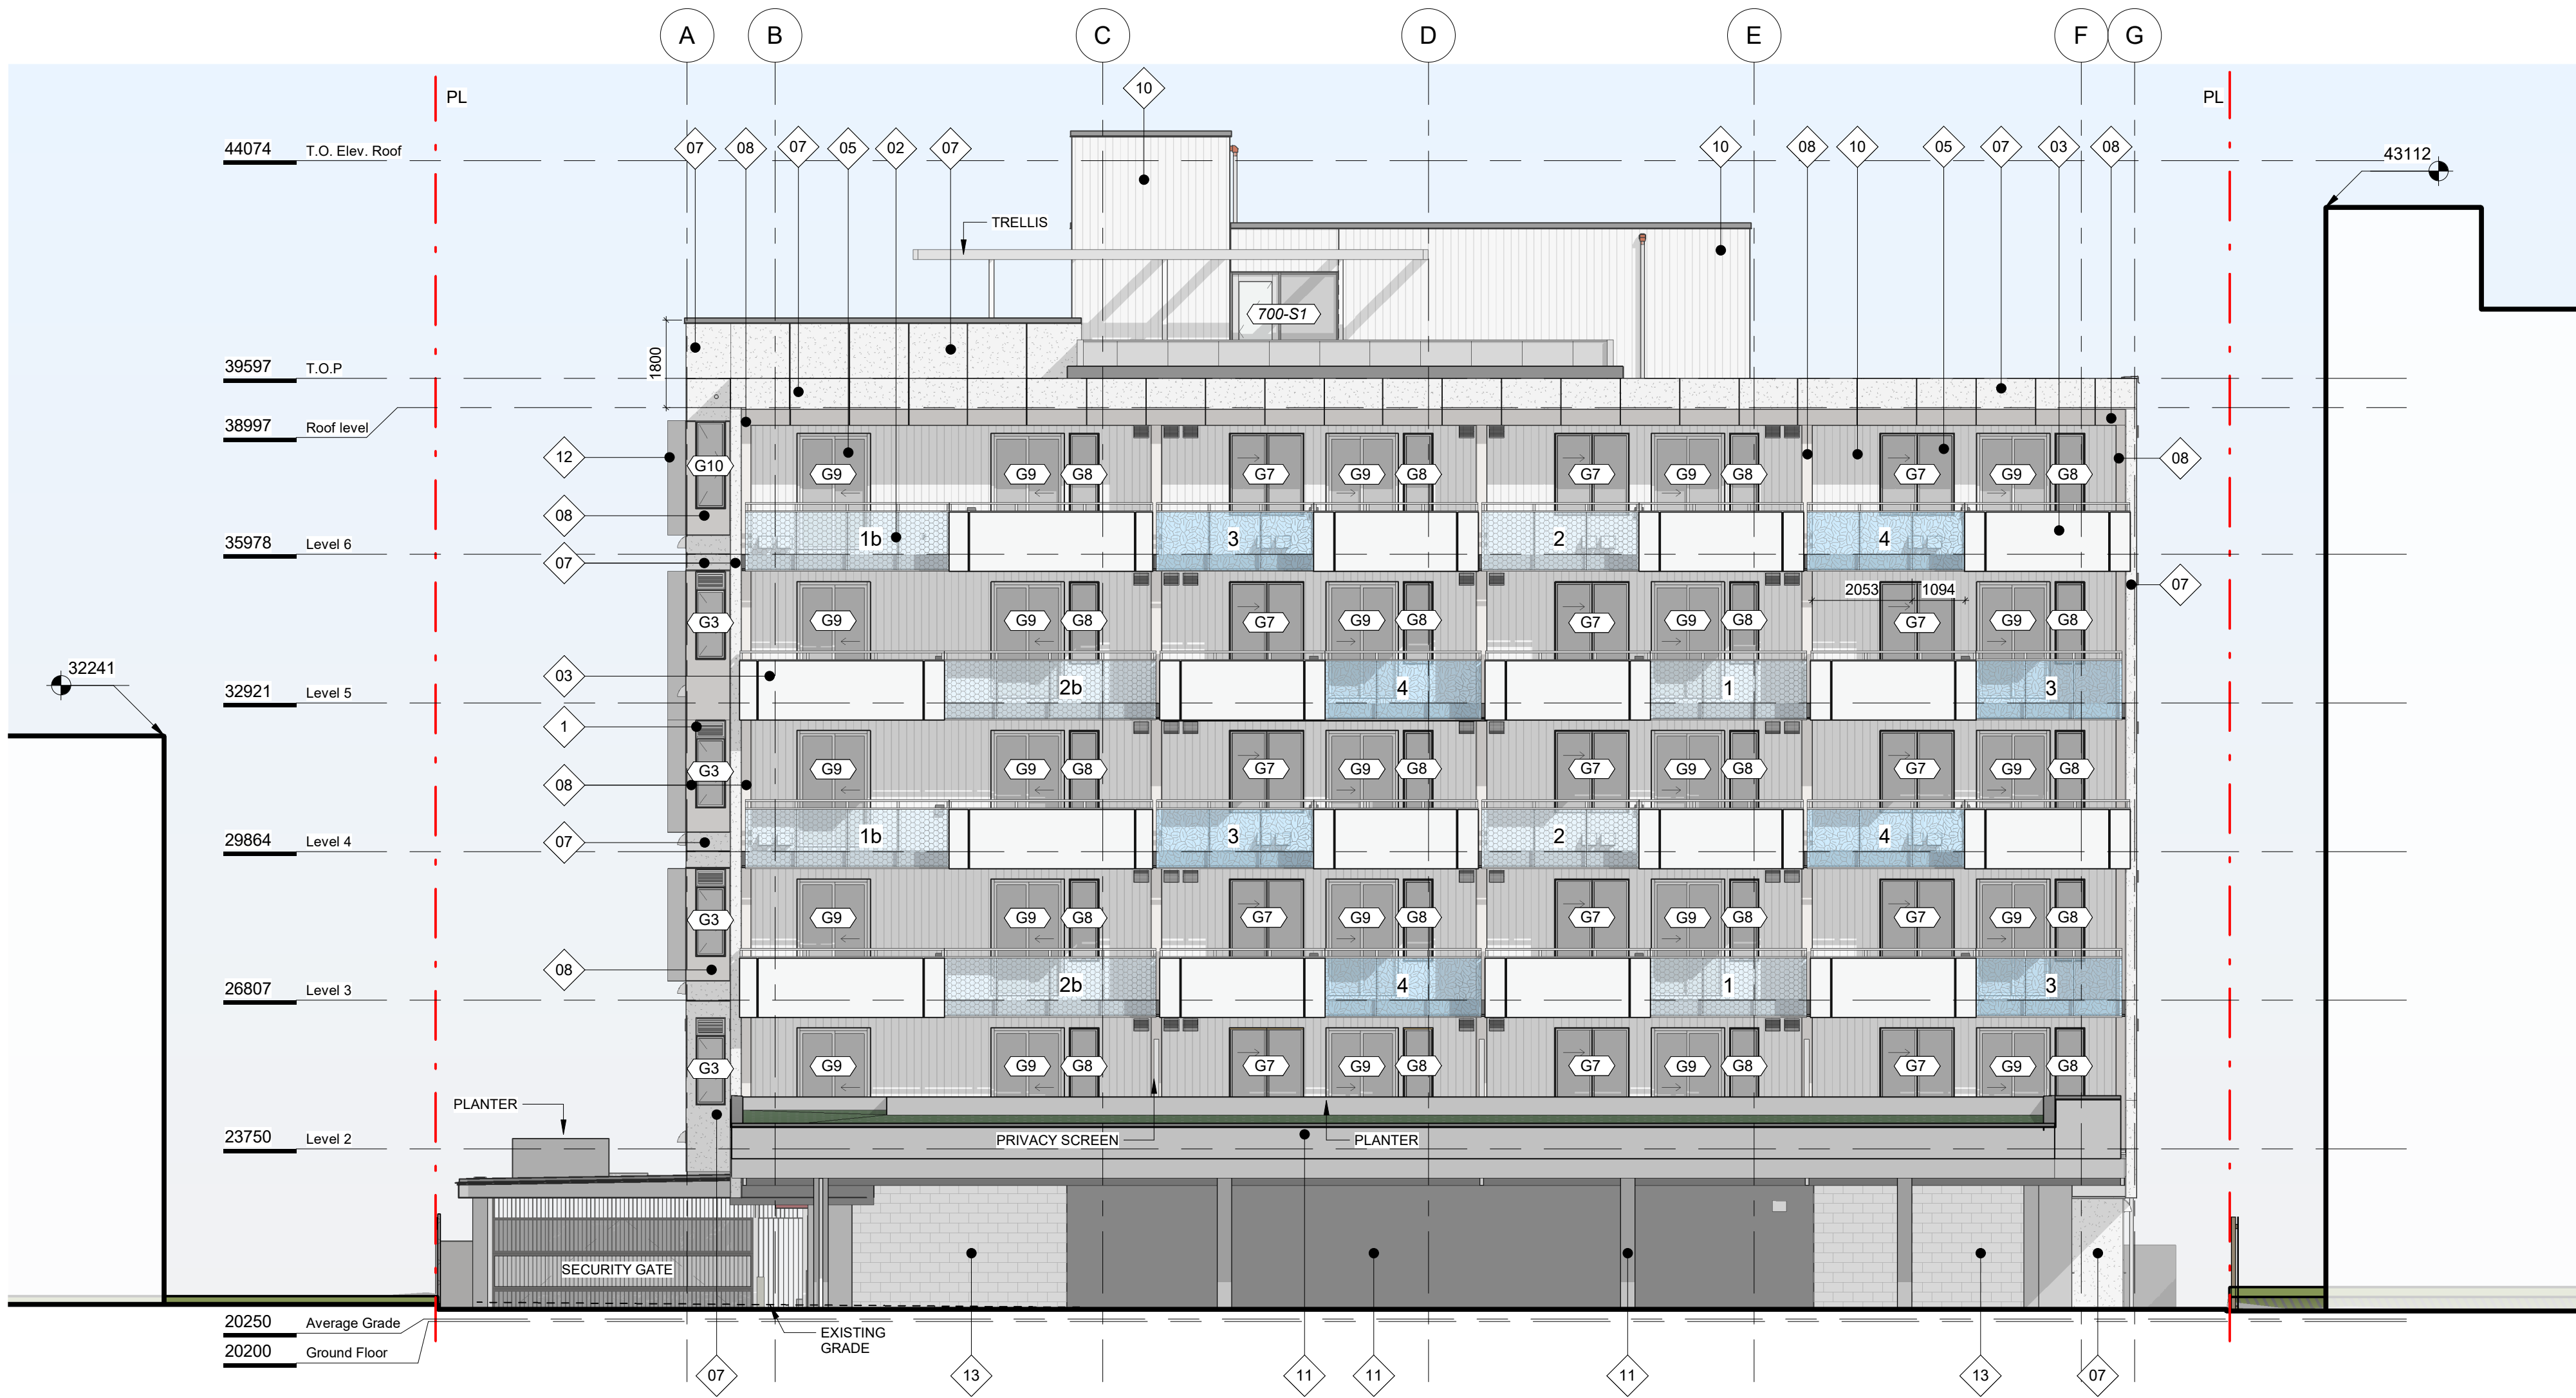 A B C D E F G
PL PL
10
44074 T.O. Elev. Roof
07 08 07 05 02 07 10 08 10 05 07 03 08
43112
TRELLIS
700-S1
1800
39597 T.O.P
38997 Roof level
12 G10 G9 G9 G8 G7 G9 G8 G7 G9 G8 G7 G9 G8 08
08
35978 Level 6
1b 3 2 4
07
07
2053 1094
G3 G9 G9 G8 G7 G9 G8 G7 G9 G8 G7 G9 G8
32241
03
32921 Level 5
2b 4 1 3
1
G3 G9 G9 G8 G7 G9 G8 G7 G9 G8 G7 G9 G8
08
29864 Level 4
1b 3 2 4
07
G3 G9 G9 G8 G7 G9 G8 G7 G9 G8 G7 G9 G8
08
26807 Level 3
2b 4 1 3
G3 G9 G9 G8 G7 G9 G8 G7 G9 G8 G7 G9 G8
PLANTER
23750 Level 2
PRIVACY SCREEN PLANTER
SECURITY GATE
20250 Average Grade
20200 Ground Floor
EXISTING
GRADE
07 13 11 11 11 13 07